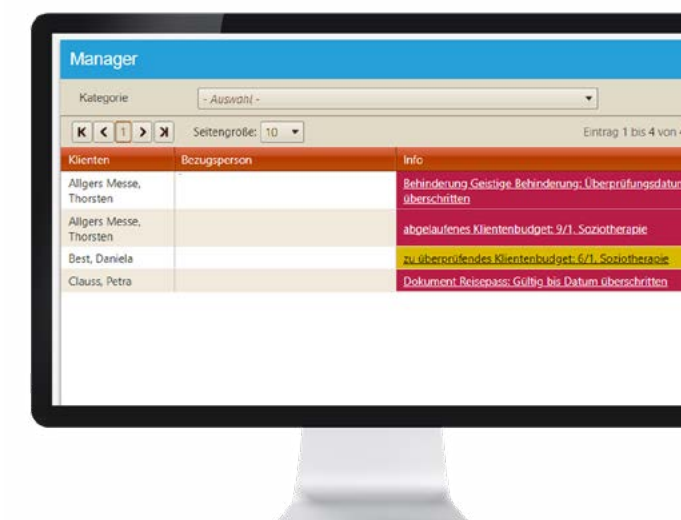 Manager
Kategorie - Auswahl -
1 Seitengröße: 10 Eintrag 1 bis 4 von 4
Klienten Bezugsperson Info
Allgers Messe, Behinderung Geistige Behinderung: Überprüfungsdatum
Thorsten überschritten
Allgers Messe, abgelaufenes Klientenbudget: 9/1, Soziotherapie
Thorsten
Best, Daniela zu überprüfendes Klientenbudget: 6/1, Soziotherapie
Clauss, Petra Dokument Reisepass: Gültig bis Datum überschritten